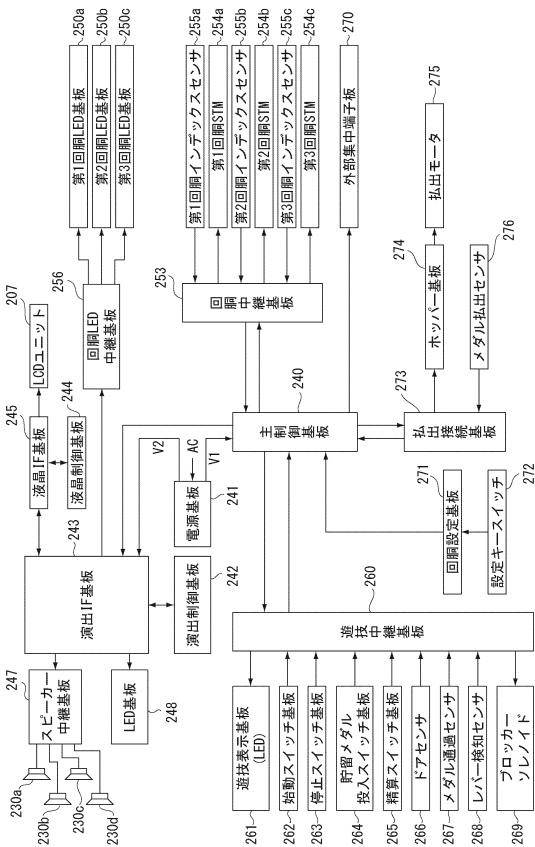 250a
第1回胴LED基板
250b
第2回胴LED基板
250c
第3回胴LED基板
255a
第1回胴インデックスセンサ
254a
第1回胴STM
255b
第2回胴インデックスセンサ
254b
第2回胴STM
255c
第3回胴インデックスセンサ
254c
第3回胴STM
270
外部集中端子板
275
払出モータ
274
ホッパー基板
276
メダル払出センサ
207
LCDユニット
256
回胴LED
中継基板
253
回胴中継基板
245
液晶IF基板
244
液晶制御基板
240
主制御基板
273
払出接続基板
V2
AC
V1
241
電源基板
271
回胴設定基板
272
設定キースイッチ
243
演出IF基板
242
演出制御基板
260
遊技中継基板
247
スピーカー
中継基板
248
LED基板
230a
230b
230c
230d
遊技表示基板
(LED)
261
始動スイッチ基板
262
停止スイッチ基板
263
貯留メダル
投入スイッチ基板
264
精算スイッチ基板
265
ドアセンサ
266
メダル通過センサ
267
レバー検知センサ
268
ブロッカー
ソレノイド
269